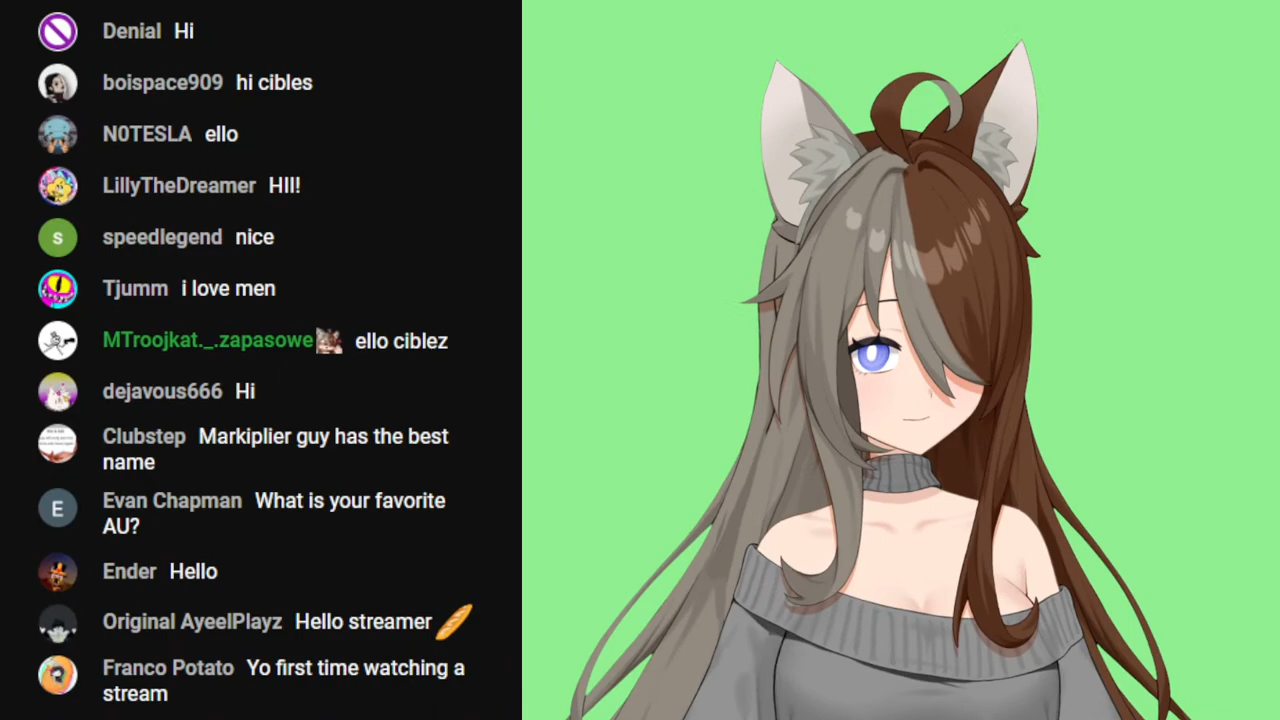 Denial Hi
boispace909 hi cibles
N0TESLA ello
LillyTheDreamer HII!
S speedlegend nice
Tjumm i love men
MTroojkat._.zapasowe ello ciblez
dejavous666 Hi
Clubstep Markiplier guy has the best
name
E Evan Chapman What is your favorite
AU?
Ender Hello
Original AyeelPlayz Hello streamer 🥖
Franco Potato Yo first time watching a
stream